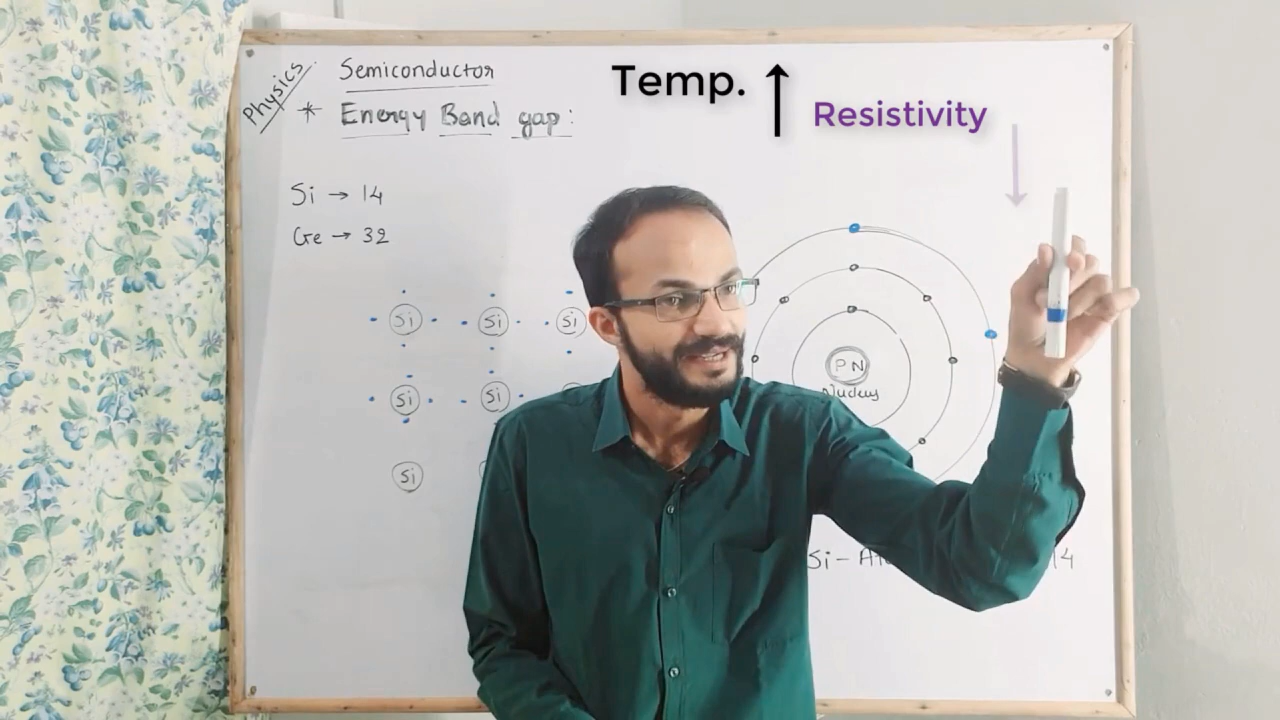 Physics
Semiconductor
* Energy Band gap:
Temp. ↑
Resistivity ↓
Si → 14
Ge → 32
Si Si Si
Si Si
Si
PN
Nucleus
Si - At 14